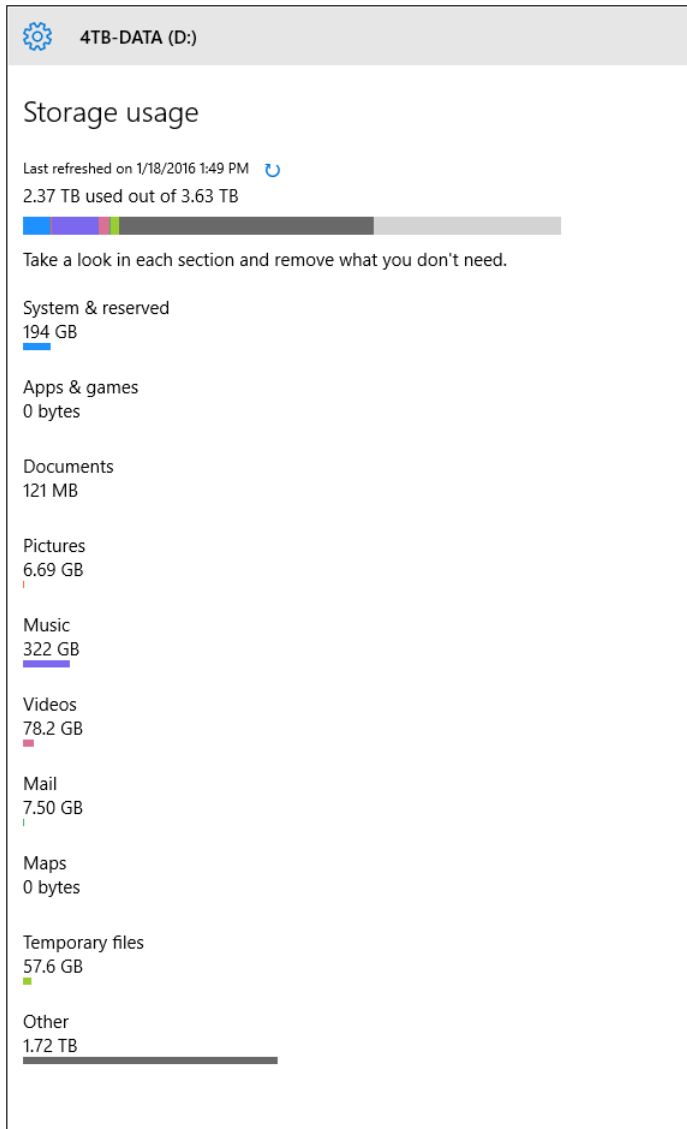 4TB-DATA (D:)
Storage usage
Last refreshed on 1/18/2016 1:49 PM
2.37 TB used out of 3.63 TB
Take a look in each section and remove what you don't need.
System & reserved
194 GB
Apps & games
0 bytes
Documents
121 MB
Pictures
6.69 GB
Music
322 GB
Videos
78.2 GB
Mail
7.50 GB
Maps
0 bytes
Temporary files
57.6 GB
Other
1.72 TB